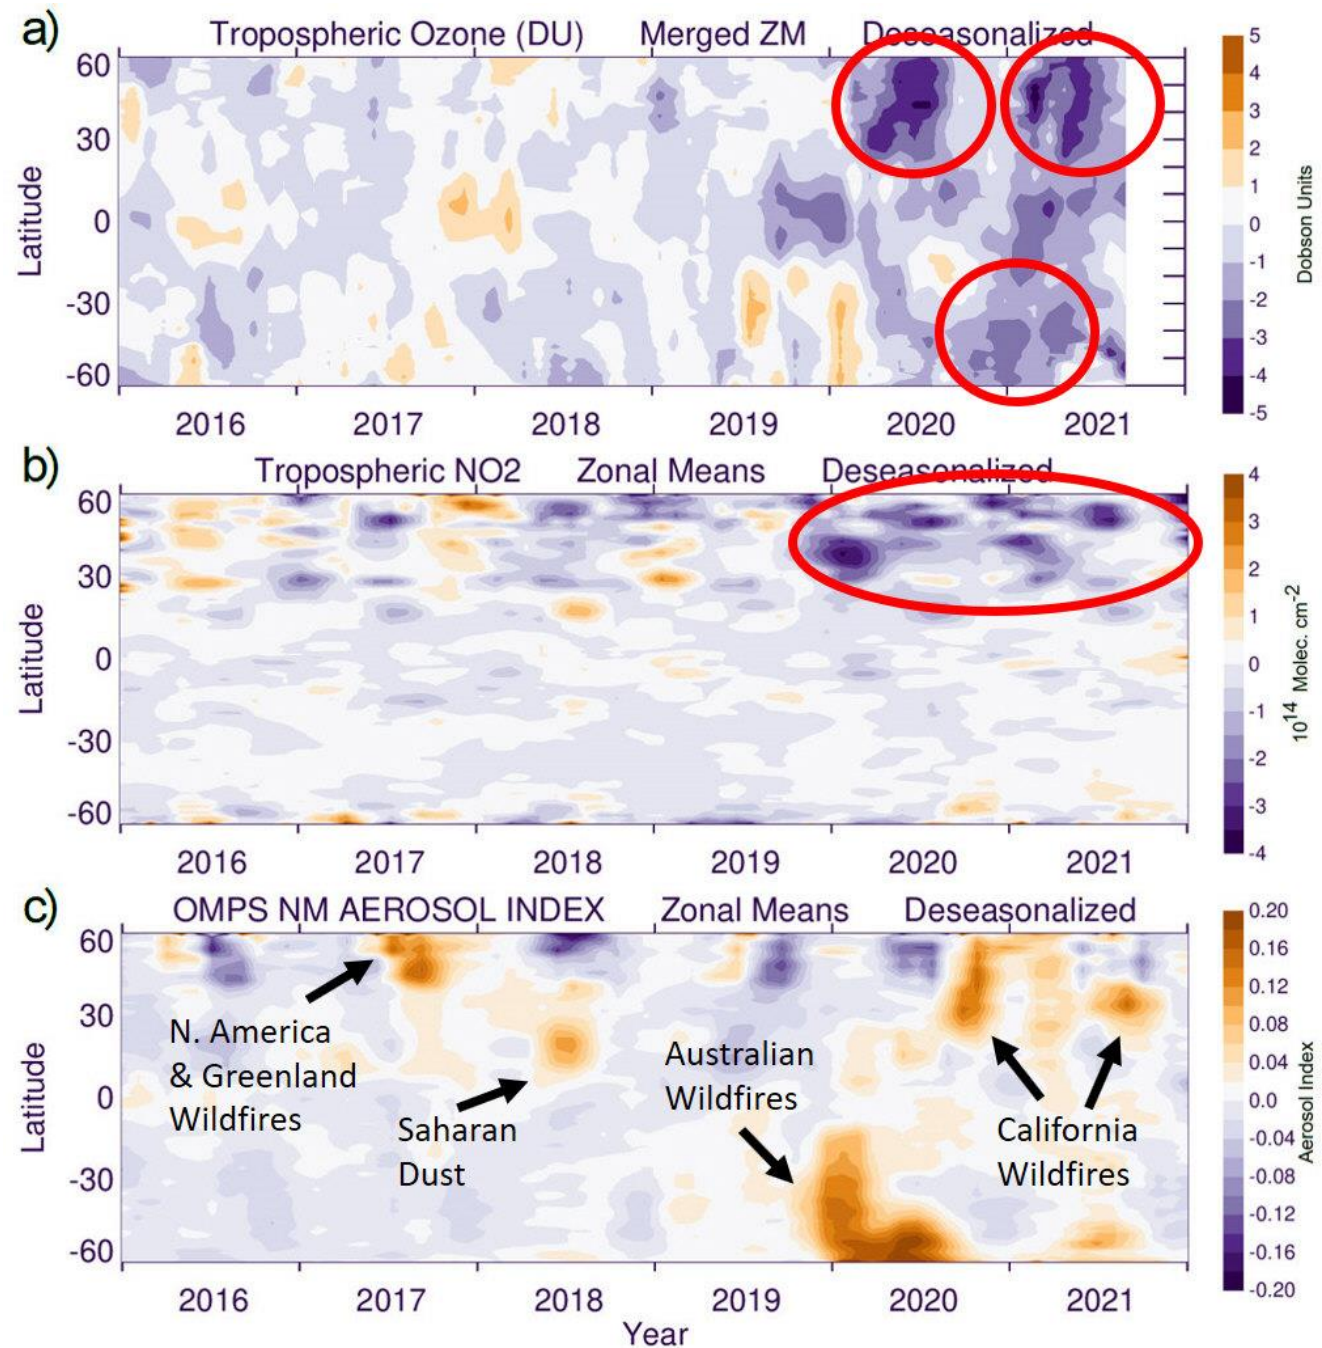 a)
Tropospheric Ozone (DU) Merged ZM Deseasonalized
60
30
0
-30
-60
Latitude
2016 2017 2018 2019 2020 2021
5
4
3
2
1
0
-1
-2
-3
-4
-5
Dobson Units
b)
Tropospheric NO2 Zonal Means Deseasonalized
60
30
0
-30
-60
Latitude
2016 2017 2018 2019 2020 2021
4
3
2
1
0
-1
-2
-3
-4
10¹⁴ Molec. cm⁻²
c)
OMPS NM AEROSOL INDEX Zonal Means Deseasonalized
60
30
0
-30
-60
Latitude
N. America
& Greenland
Wildfires
Saharan
Dust
Australian
Wildfires
California
Wildfires
2016 2017 2018 2019 2020 2021
Year
0.20
0.16
0.12
0.08
0.04
0.0
-0.04
-0.08
-0.12
-0.16
-0.20
Aerosol Index